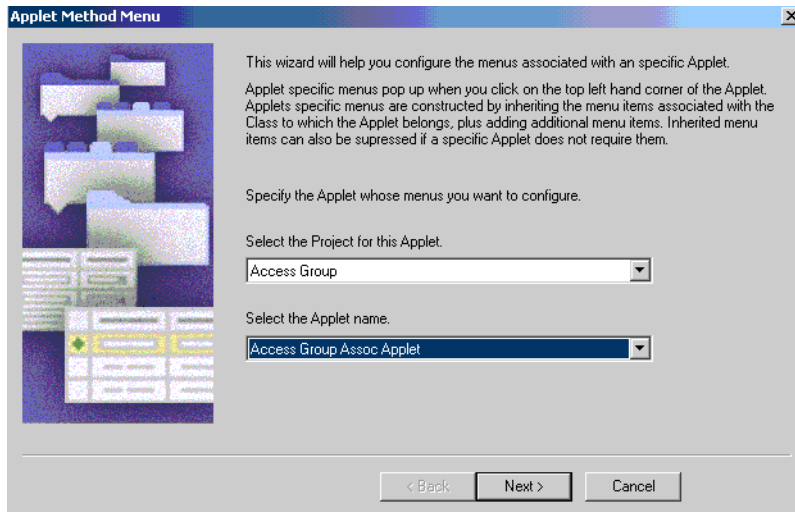 Applet Method Menu
This wizard will help you configure the menus associated with an specific Applet.
Applet specific menus pop up when you click on the top left hand corner of the Applet.
Applets specific menus are constructed by inheriting the menu items associated with the
Class to which the Applet belongs, plus adding additional menu items. Inherited menu
items can also be supressed if a specific Applet does not require them.
Specify the Applet whose menus you want to configure.
Select the Project for this Applet.
Access Group
Select the Applet name.
Access Group Assoc Applet
< Back
Next >
Cancel